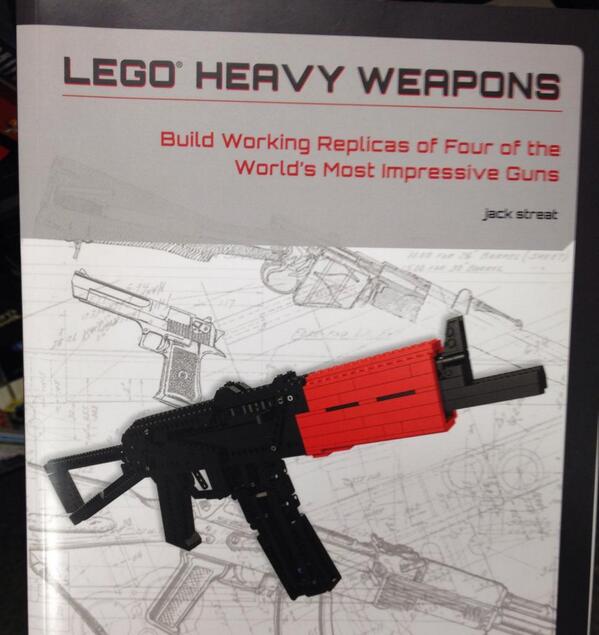 LEGO® HEAVY WEAPONS
Build Working Replicas of Four of the
World's Most Impressive Guns
jack streat